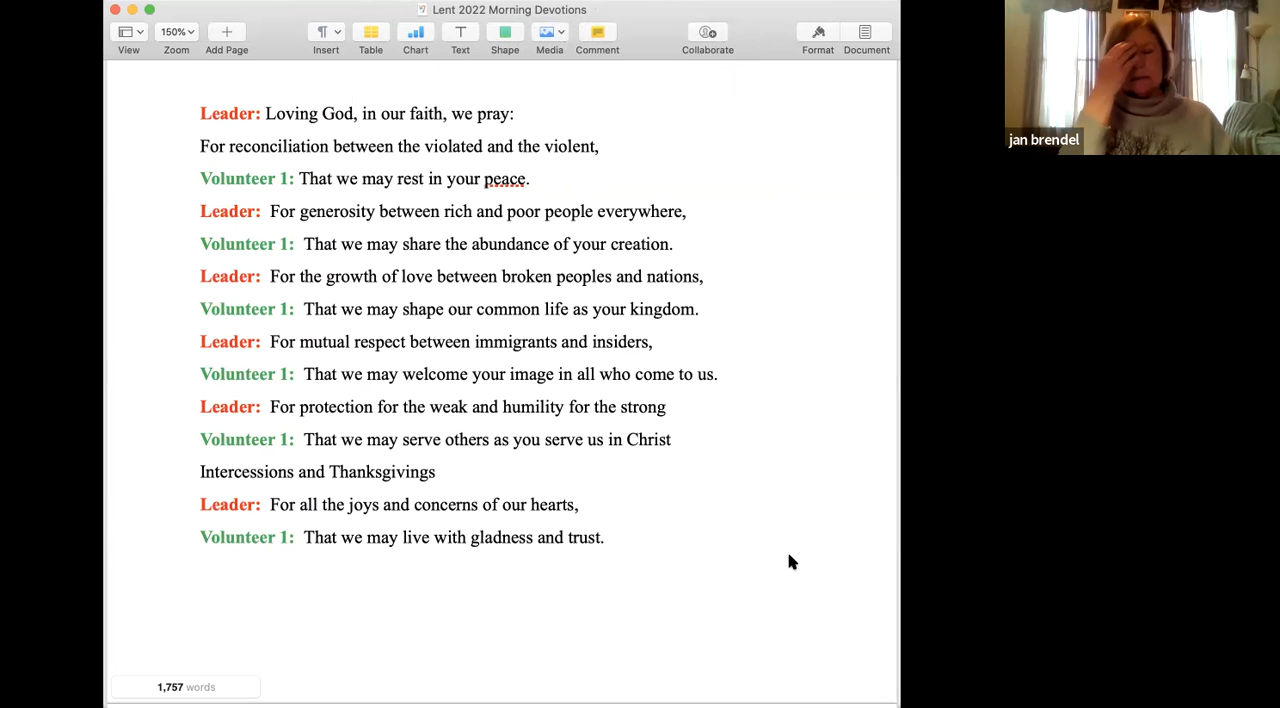 Lent 2022 Morning Devotions
150%
View Zoom Add Page Insert Table Chart Text Shape Media Comment Collaborate Format Document
Leader: Loving God, in our faith, we pray:
For reconciliation between the violated and the violent,
Volunteer 1: That we may rest in your peace.
Leader: For generosity between rich and poor people everywhere,
Volunteer 1: That we may share the abundance of your creation.
Leader: For the growth of love between broken peoples and nations,
Volunteer 1: That we may shape our common life as your kingdom.
Leader: For mutual respect between immigrants and insiders,
Volunteer 1: That we may welcome your image in all who come to us.
Leader: For protection for the weak and humility for the strong
Volunteer 1: That we may serve others as you serve us in Christ
Intercessions and Thanksgivings
Leader: For all the joys and concerns of our hearts,
Volunteer 1: That we may live with gladness and trust.
1,757 words
jan brendel